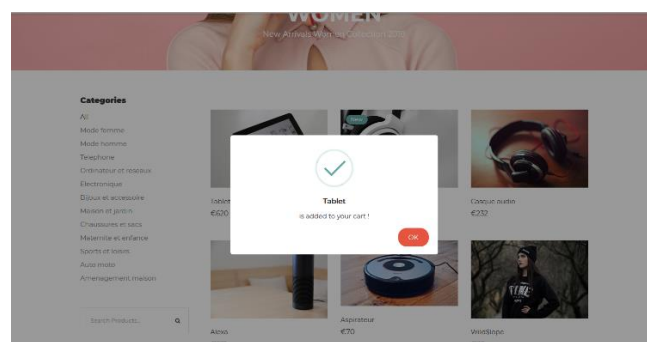 WOMEN
New Arrivals Women Collection 2018
Categories
All
Mode femme
Mode homme
Telephone
Ordinateur et reseaux
Electronique
Bijoux et accessoire
Maison et jardin
Chaussures et sacs
Maternite et enfance
Sports et loisirs
Auto moto
Amenagement maison
Search Products...
New
Tablet
€620
Casque audio
€232
Tablet
is added to your cart !
OK
Alexa
Aspirateur
€70